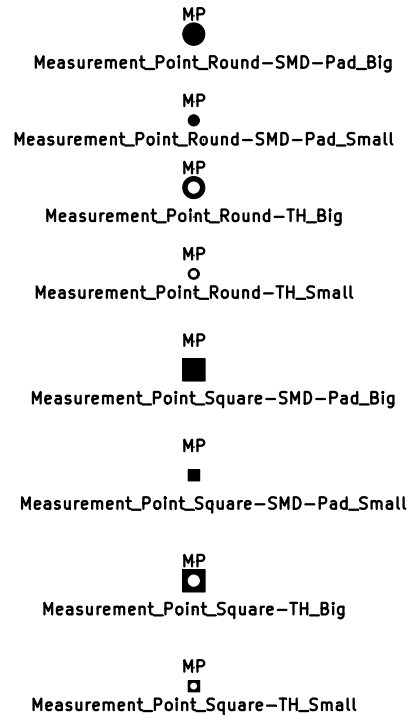 MP
Measurement_Point_Round-SMD-Pad_Big
MP
Measurement_Point_Round-SMD-Pad_Small
MP
Measurement_Point_Round-TH_Big
MP
Measurement_Point_Round-TH_Small
MP
Measurement_Point_Square-SMD-Pad_Big
MP
Measurement_Point_Square-SMD-Pad_Small
MP
Measurement_Point_Square-TH_Big
MP
Measurement_Point_Square-TH_Small